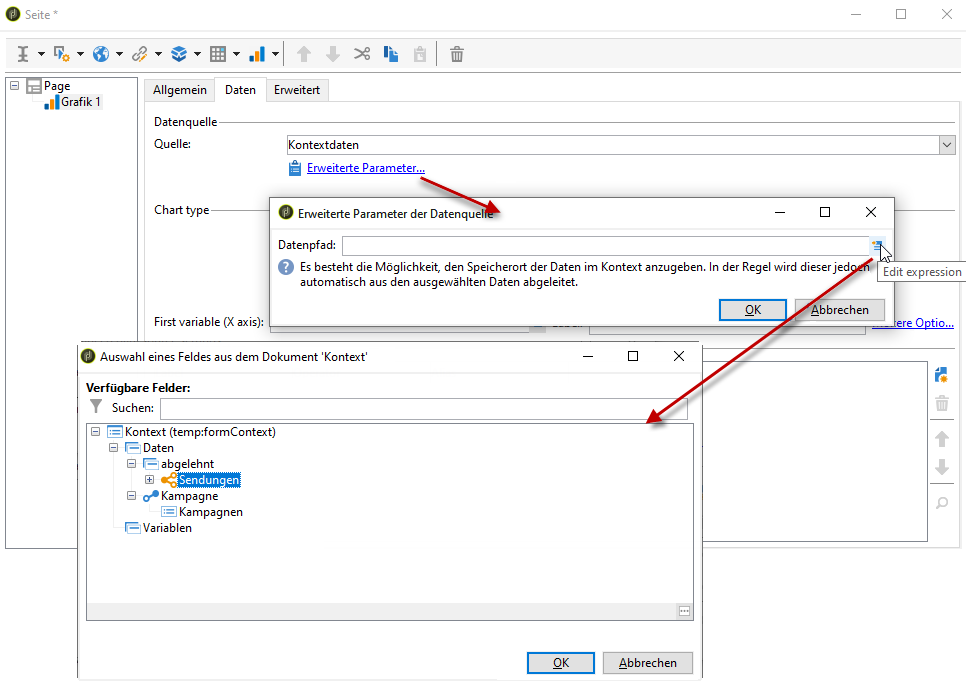 Seite *
Page
Grafik 1
Allgemein
Daten
Erweitert
Datenquelle
Quelle:
Kontextdaten
Erweiterte Parameter...
Chart type
Erweiterte Parameter der Datenquelle
Datenpfad:
Es besteht die Möglichkeit, den Speicherort der Daten im Kontext anzugeben. In der Regel wird dieser jedoch
automatisch aus den ausgewählten Daten abgeleitet.
Edit expression
OK
Abbrechen
First variable (X axis):
Optio...
Auswahl eines Feldes aus dem Dokument 'Kontext'
Verfügbare Felder:
Suchen:
Kontext (temp:formContext)
Daten
abgelehnt
Sendungen
Kampagne
Kampagnen
Variablen
OK
Abbrechen